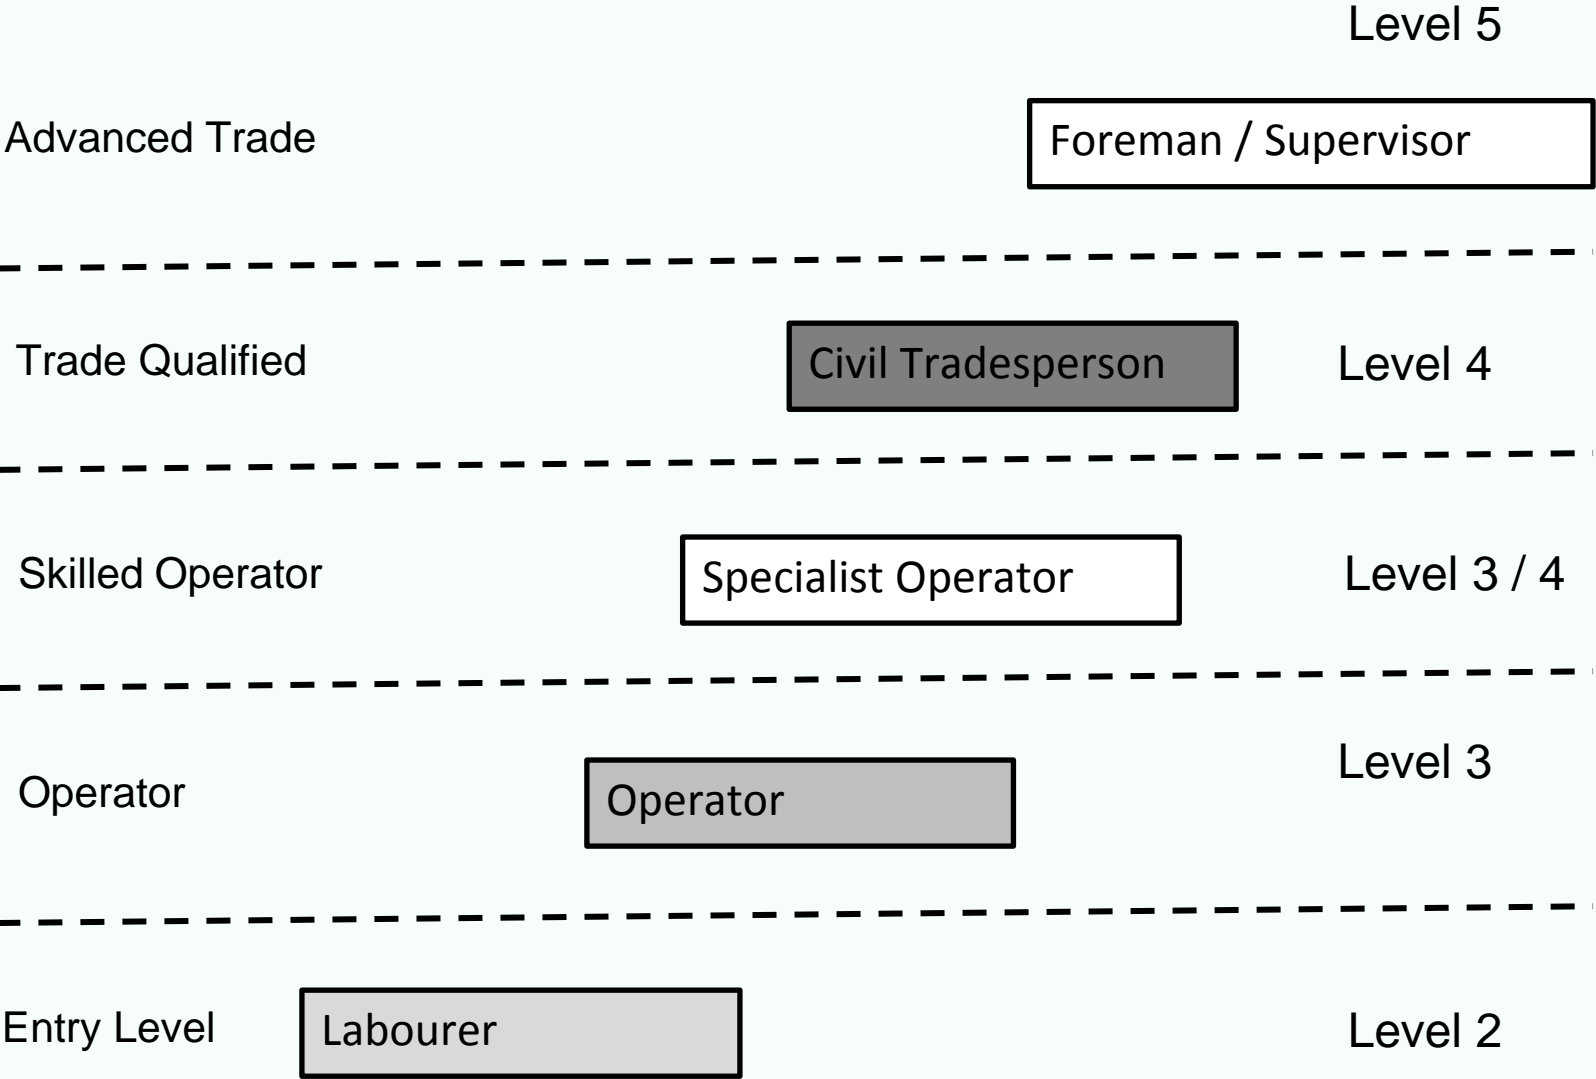 Level 5
Advanced Trade
Foreman / Supervisor
Trade Qualified
Civil Tradesperson
Level 4
Skilled Operator
Specialist Operator
Level 3 / 4
Level 3
Operator
Operator
Entry Level
Labourer
Level 2